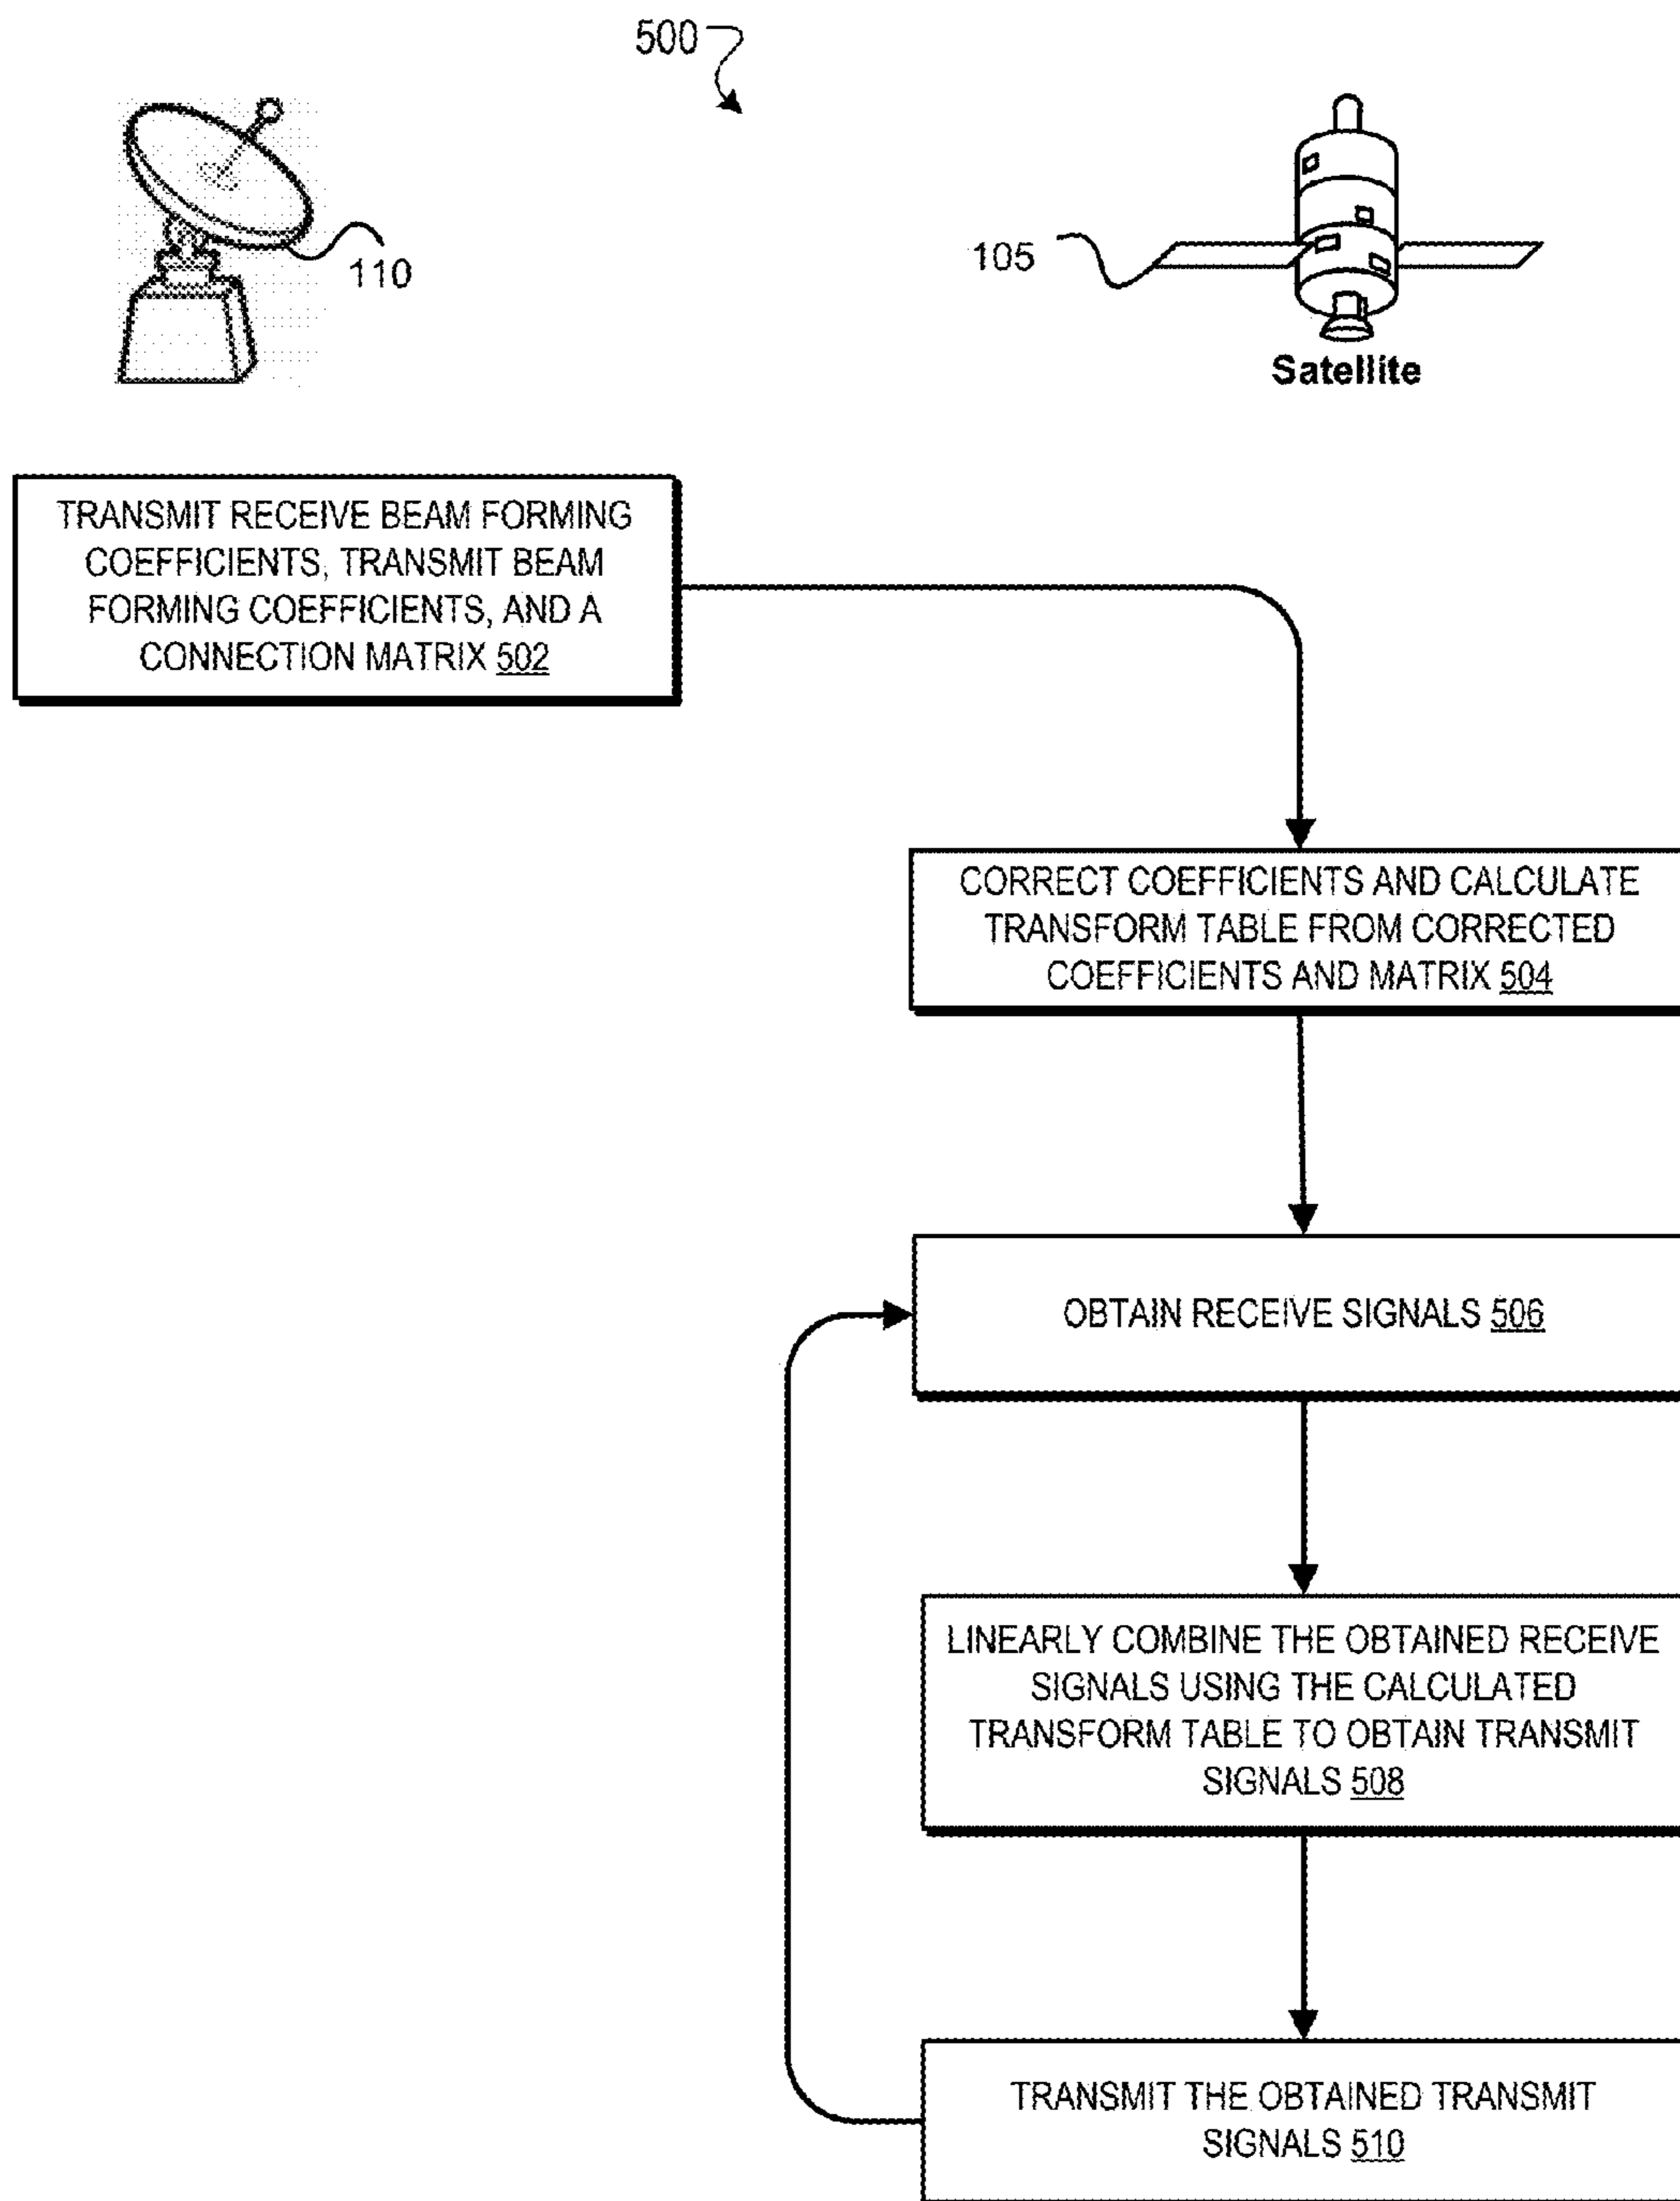 500
110
105
Satellite
TRANSMIT RECEIVE BEAM FORMING
COEFFICIENTS, TRANSMIT BEAM
FORMING COEFFICIENTS, AND A
CONNECTION MATRIX 502
CORRECT COEFFICIENTS AND CALCULATE
TRANSFORM TABLE FROM CORRECTED
COEFFICIENTS AND MATRIX 504
OBTAIN RECEIVE SIGNALS 506
LINEARLY COMBINE THE OBTAINED RECEIVE
SIGNALS USING THE CALCULATED
TRANSFORM TABLE TO OBTAIN TRANSMIT
SIGNALS 508
TRANSMIT THE OBTAINED TRANSMIT
SIGNALS 510